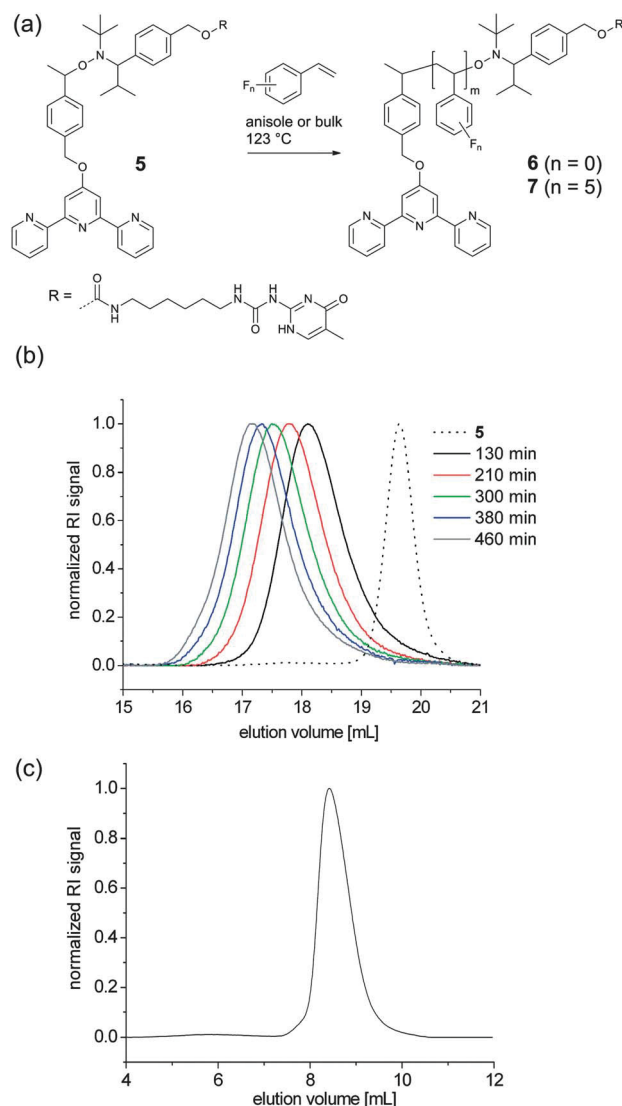 (a)
R
O
O
N
O
R
O
N
Fn
anisole or bulk
123 °C
m
Fn
O
5
O
6 (n = 0)
7 (n = 5)
N
N
N
N
N
N
R =
O
N
H
H
N
O
H
N
N
O
HN
(b)
normalized RI signal
1.0
0.8
0.6
0.4
0.2
0.0
5
130 min
210 min
300 min
380 min
460 min
15 16 17 18 19 20 21
elution volume [mL]
(c)
normalized RI signal
1.0
0.8
0.6
0.4
0.2
0.0
4 6 8 10 12
elution volume [mL]